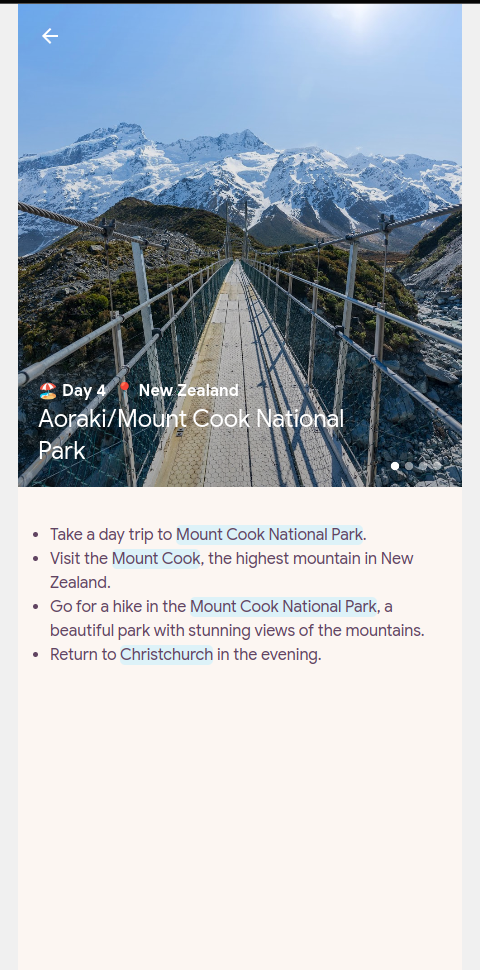 🏖️ Day 4 📍 New Zealand
Aoraki/Mount Cook National
Park
• Take a day trip to Mount Cook National Park.
• Visit the Mount Cook, the highest mountain in New
Zealand.
• Go for a hike in the Mount Cook National Park, a
beautiful park with stunning views of the mountains.
• Return to Christchurch in the evening.